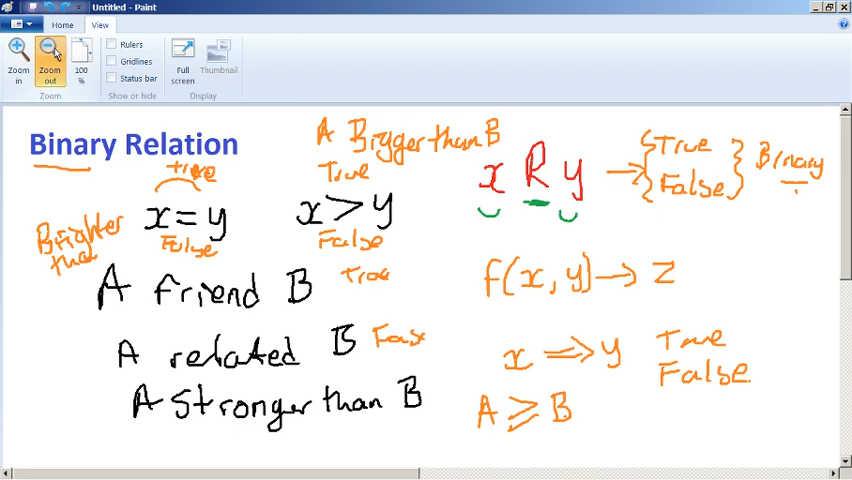 Untitled - Paint
Home View
Zoom in
Zoom out
100 %
Zoom
Rulers
Gridlines
Status bar
Show or hide
Full screen
Thumbnail
Display
Binary Relation
A Bigger than B
True
x R y → { True False } Binary
true
x = y
False
x > y
False
Brighter than
f(x, y) → z
A friend B True
A related B False
x ⇒ y True False
A Stronger than B
A ⩾ B